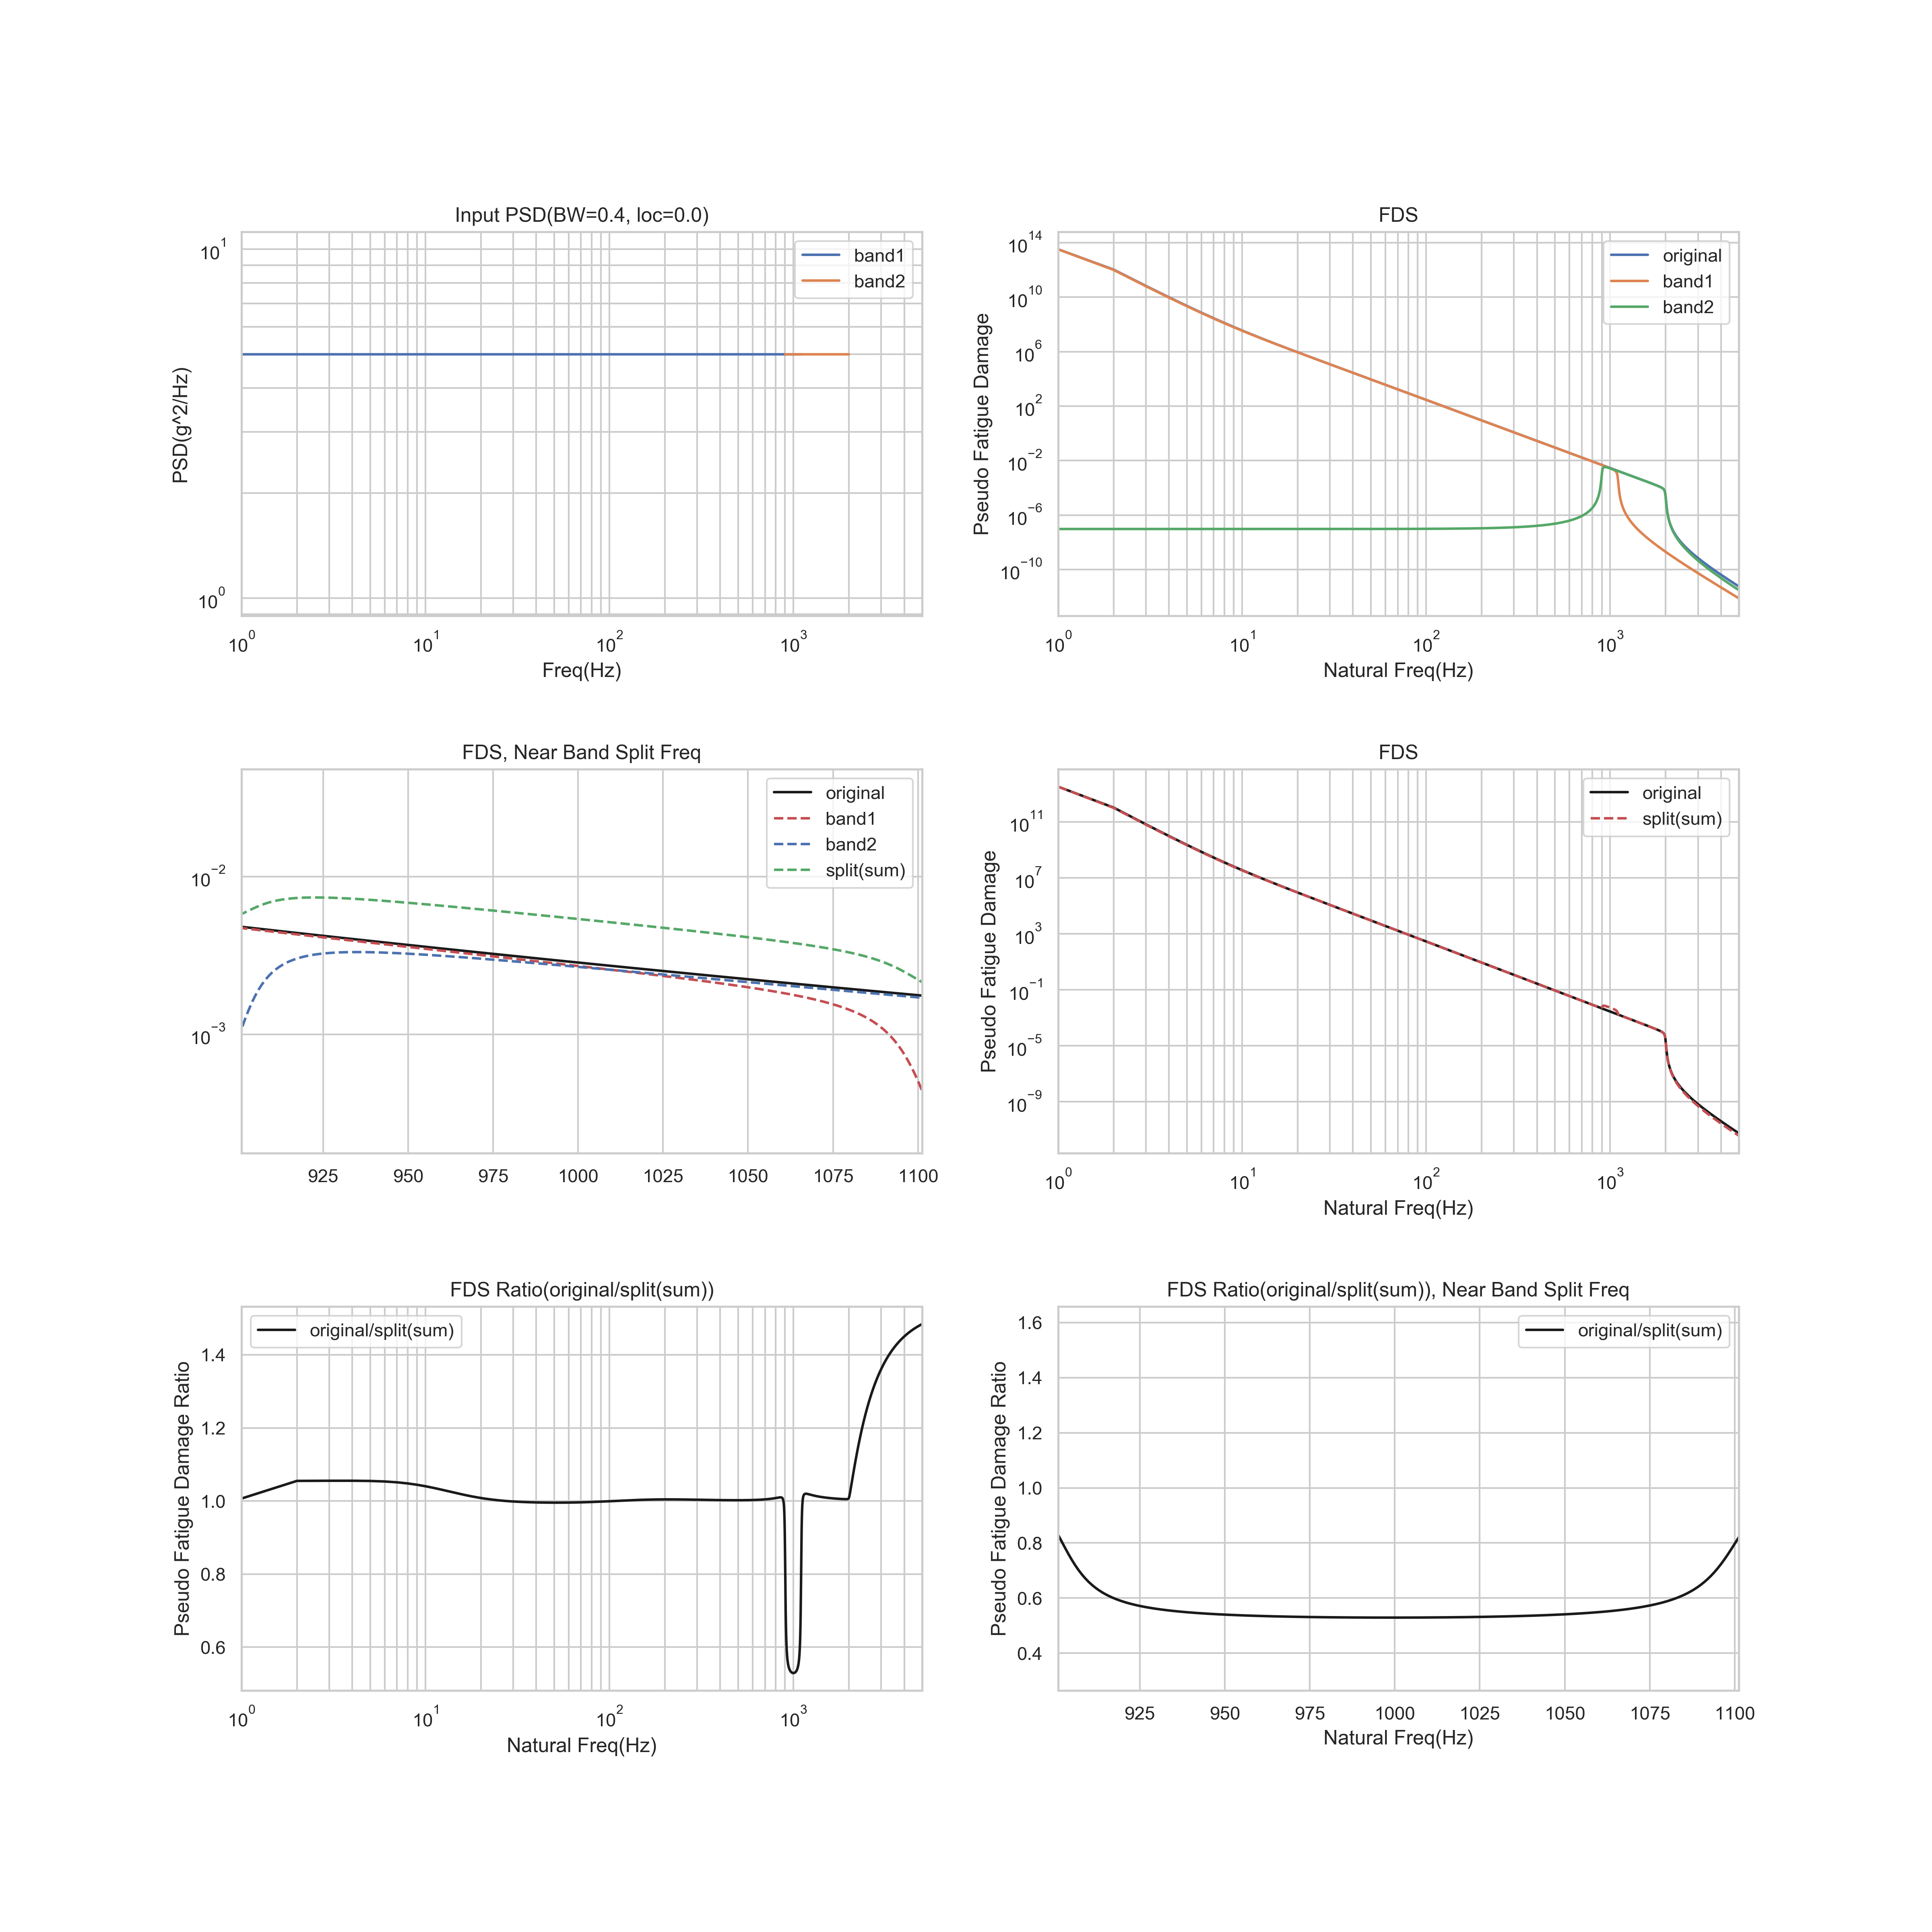 Input PSD(BW=0.4, loc=0.0)
PSD(g^2/Hz)
10^1
10^0
band1
band2
10^0 10^1 10^2 10^3
Freq(Hz)
FDS
Pseudo Fatigue Damage
10^14
10^10
10^6
10^2
10^−2
10^−6
10^−10
original
band1
band2
10^0 10^1 10^2 10^3
Natural Freq(Hz)
FDS, Near Band Split Freq
10^−2
10^−3
original
band1
band2
split(sum)
925 950 975 1000 1025 1050 1075 1100
FDS
Pseudo Fatigue Damage
10^11
10^7
10^3
10^−1
10^−5
10^−9
original
split(sum)
10^0 10^1 10^2 10^3
Natural Freq(Hz)
FDS Ratio(original/split(sum))
Pseudo Fatigue Damage Ratio
1.4
1.2
1.0
0.8
0.6
original/split(sum)
10^0 10^1 10^2 10^3
Natural Freq(Hz)
FDS Ratio(original/split(sum)), Near Band Split Freq
Pseudo Fatigue Damage Ratio
1.6
1.4
1.2
1.0
0.8
0.6
0.4
original/split(sum)
925 950 975 1000 1025 1050 1075 1100
Natural Freq(Hz)